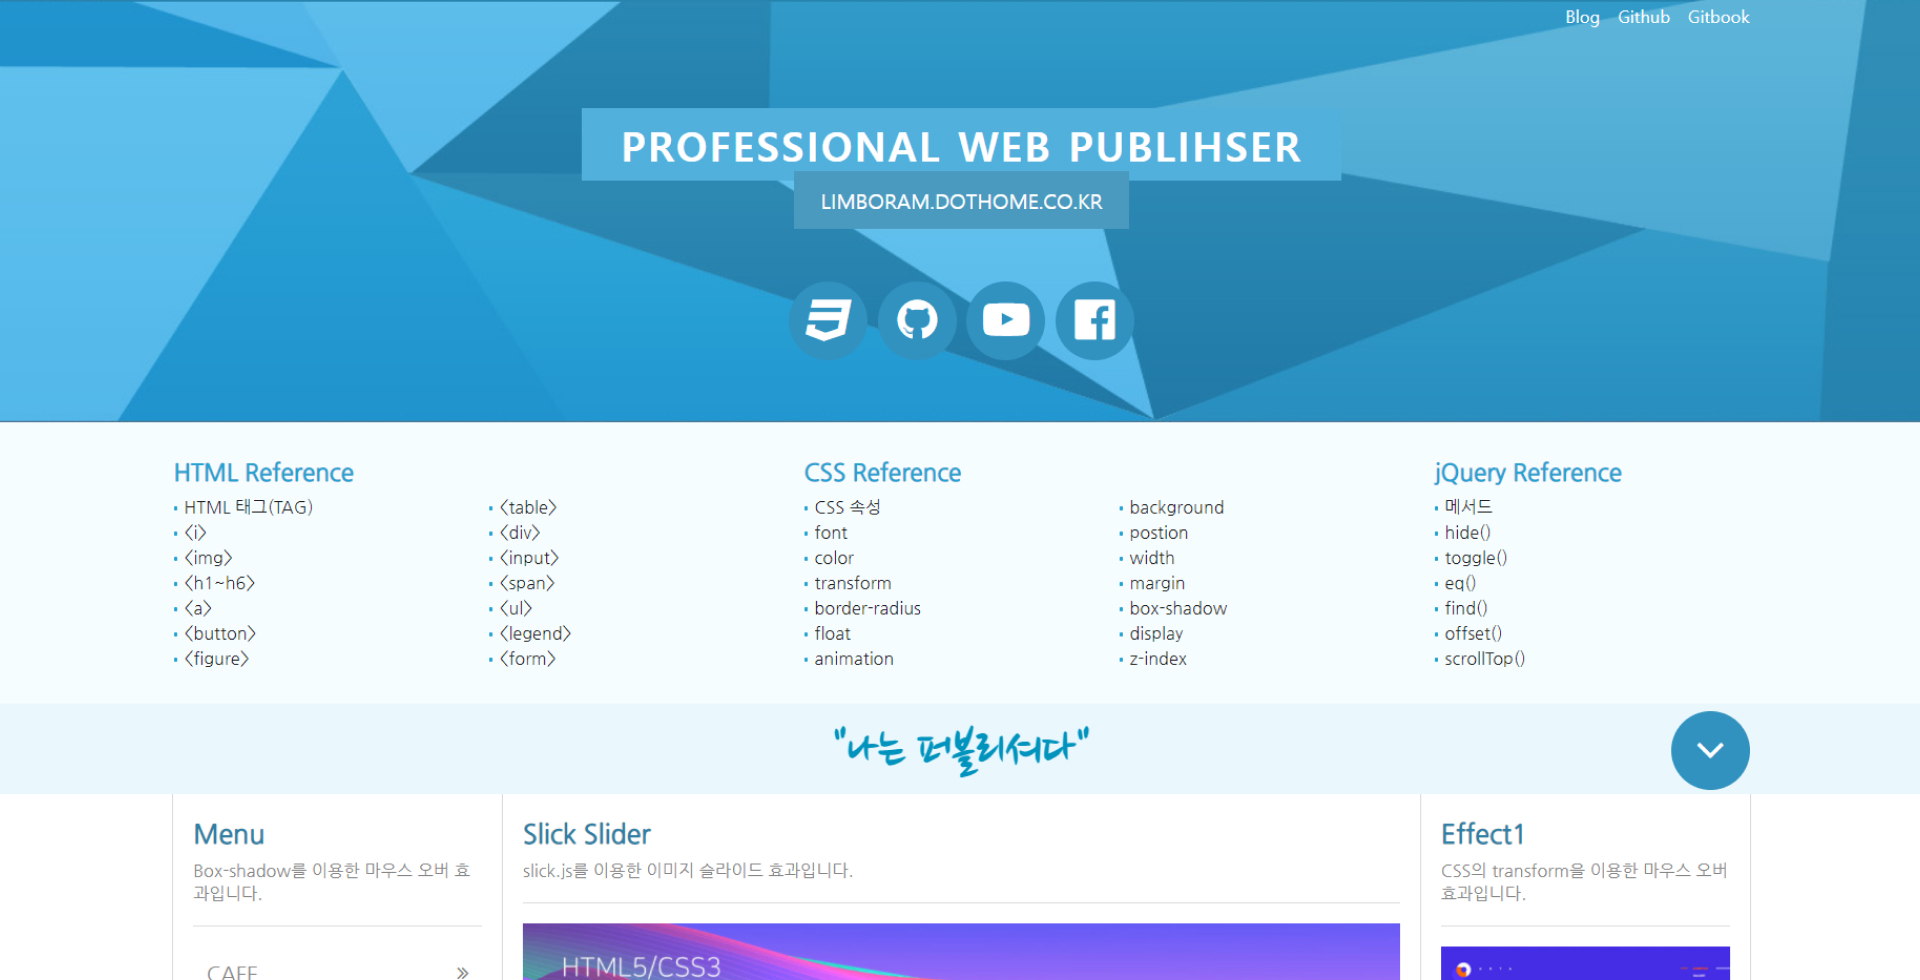 Blog Github Gitbook
PROFESSIONAL WEB PUBLIHSER
LIMBORAM.DOTHOME.CO.KR
HTML Reference
HTML 태그(TAG)
<i>
<img>
<h1~h6>
<a>
<button>
<figure>
<table>
<div>
<input>
<span>
<ul>
<legend>
<form>
CSS Reference
CSS 속성
font
color
transform
border-radius
float
animation
background
postion
width
margin
box-shadow
display
z-index
jQuery Reference
메서드
hide()
toggle()
eq()
find()
offset()
scrollTop()
"나는 퍼블리셔다"
Menu
Box-shadow를 이용한 마우스 오버 효
과입니다.
CAFE
Slick Slider
slick.js를 이용한 이미지 슬라이드 효과입니다.
HTML5/CSS3
Effect1
CSS의 transform을 이용한 마우스 오버
효과입니다.